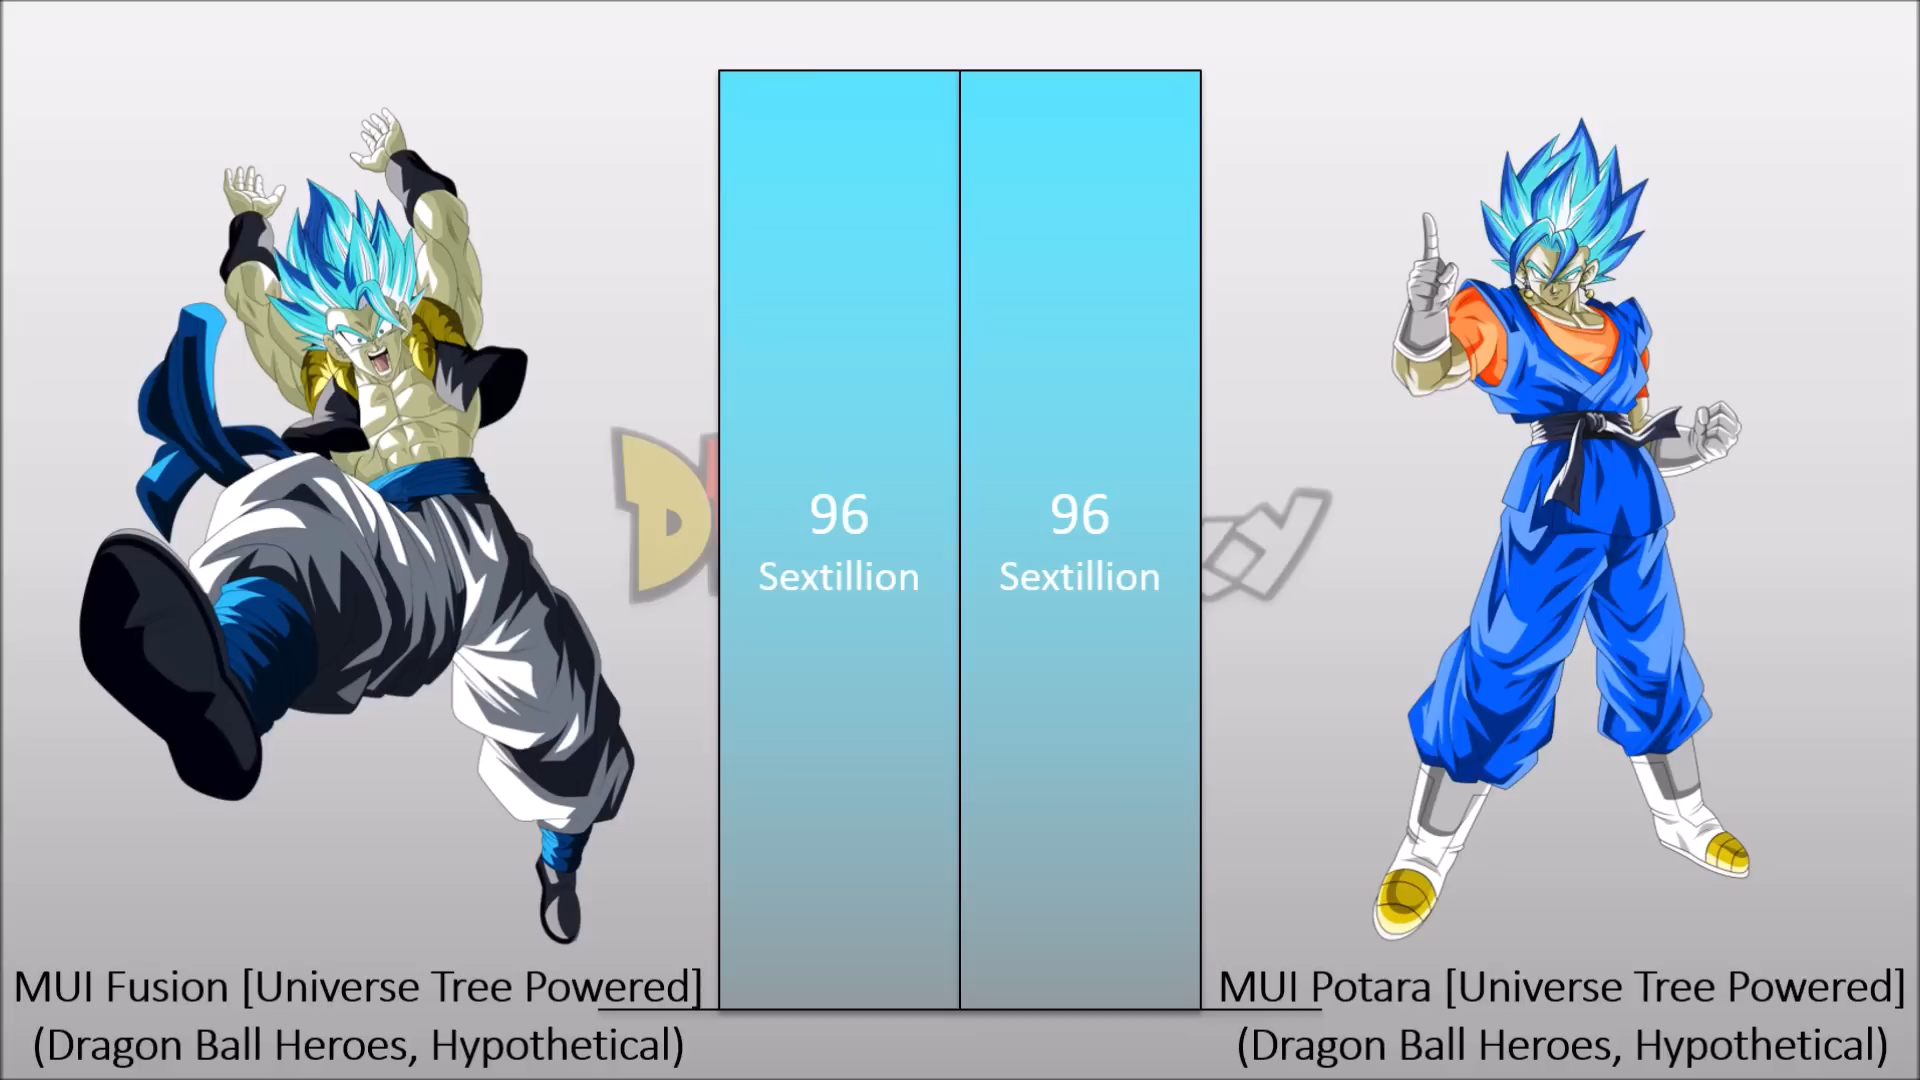 96
Sextillion
96
Sextillion
MUI Fusion [Universe Tree Powered]
(Dragon Ball Heroes, Hypothetical)
MUI Potara [Universe Tree Powered]
(Dragon Ball Heroes, Hypothetical)